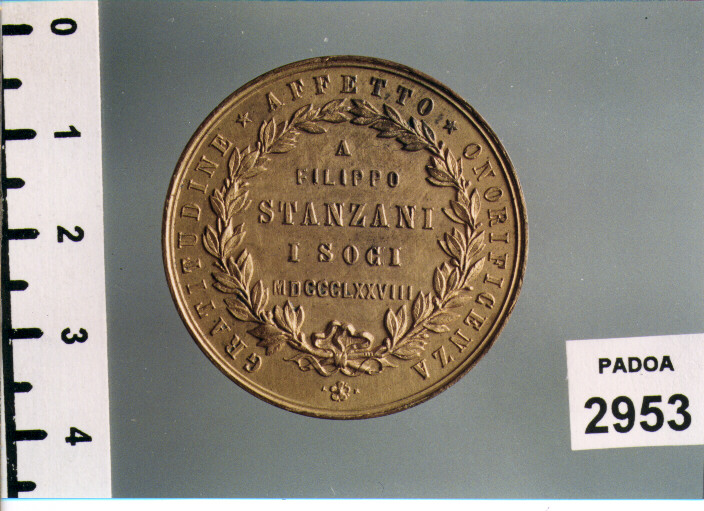 GRATITUDINE ★ AFFETTO ★ ONORIFICENZA
A
FILIPPO
STANZANI
I SOCI
MDCCCLXXVIII
PADOA
2953
0
1
2
3
4